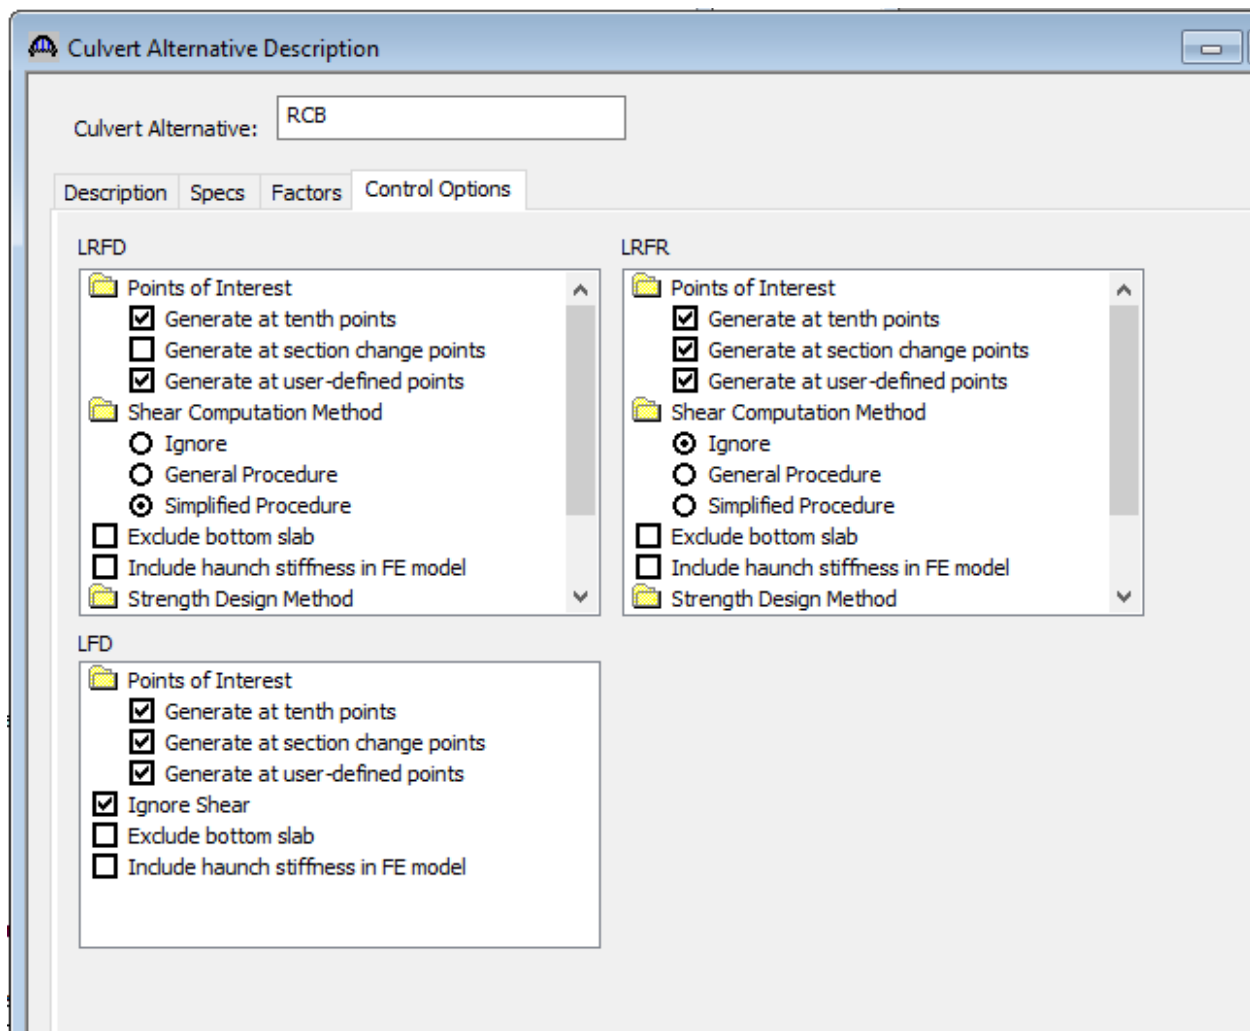 Culvert Alternative Description
Culvert Alternative: RCB
Description Specs Factors Control Options
LRFD
Points of Interest
Generate at tenth points
Generate at section change points
Generate at user-defined points
Shear Computation Method
Ignore
General Procedure
Simplified Procedure
Exclude bottom slab
Include haunch stiffness in FE model
Strength Design Method
LRFR
Points of Interest
Generate at tenth points
Generate at section change points
Generate at user-defined points
Shear Computation Method
Ignore
General Procedure
Simplified Procedure
Exclude bottom slab
Include haunch stiffness in FE model
Strength Design Method
LFD
Points of Interest
Generate at tenth points
Generate at section change points
Generate at user-defined points
Ignore Shear
Exclude bottom slab
Include haunch stiffness in FE model